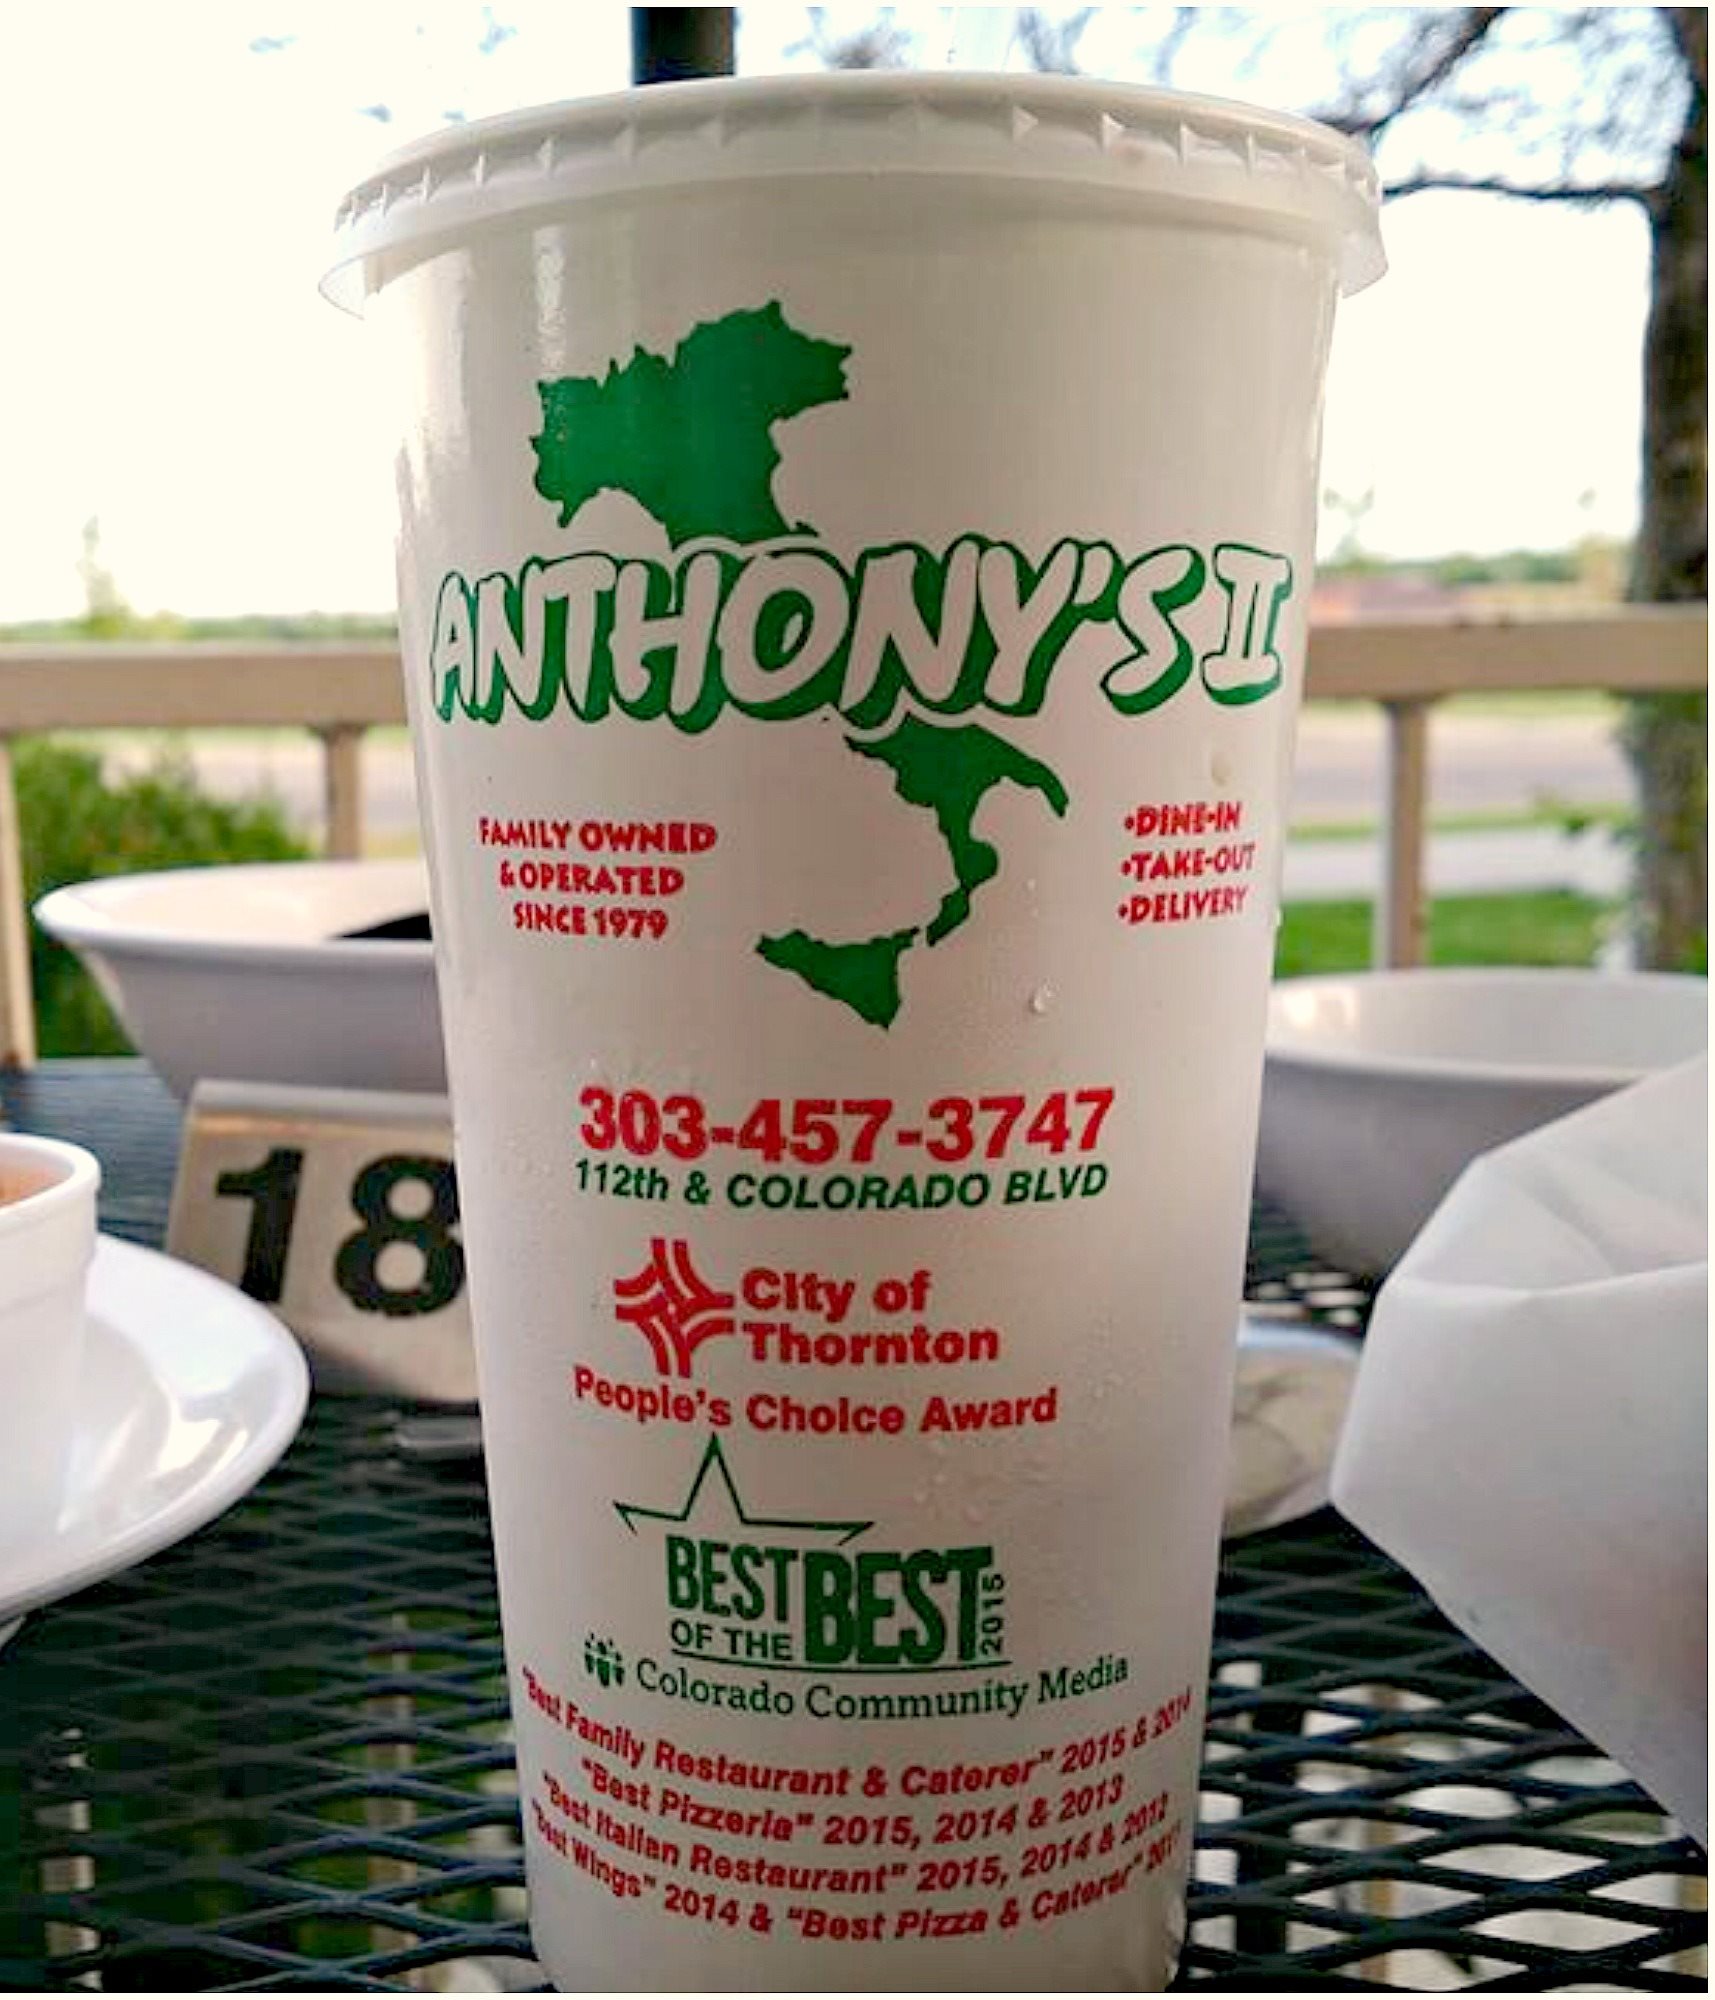 ANTHONY'S II
FAMILY OWNED
& OPERATED
SINCE 1979
•DINE-IN
•TAKE-OUT
•DELIVERY
303-457-3747
112th & COLORADO BLVD
18
City of
Thornton
People's Choice Award
BEST
OF THE
BEST
2015
Colorado Community Media
"Best Family Restaurant & Caterer" 2015 & 2014
"Best Pizzeria" 2015, 2014 & 2013
"Best Italian Restaurant" 2015, 2014 & 2012
"Best Wings" 2014 & "Best Pizza & Caterer"